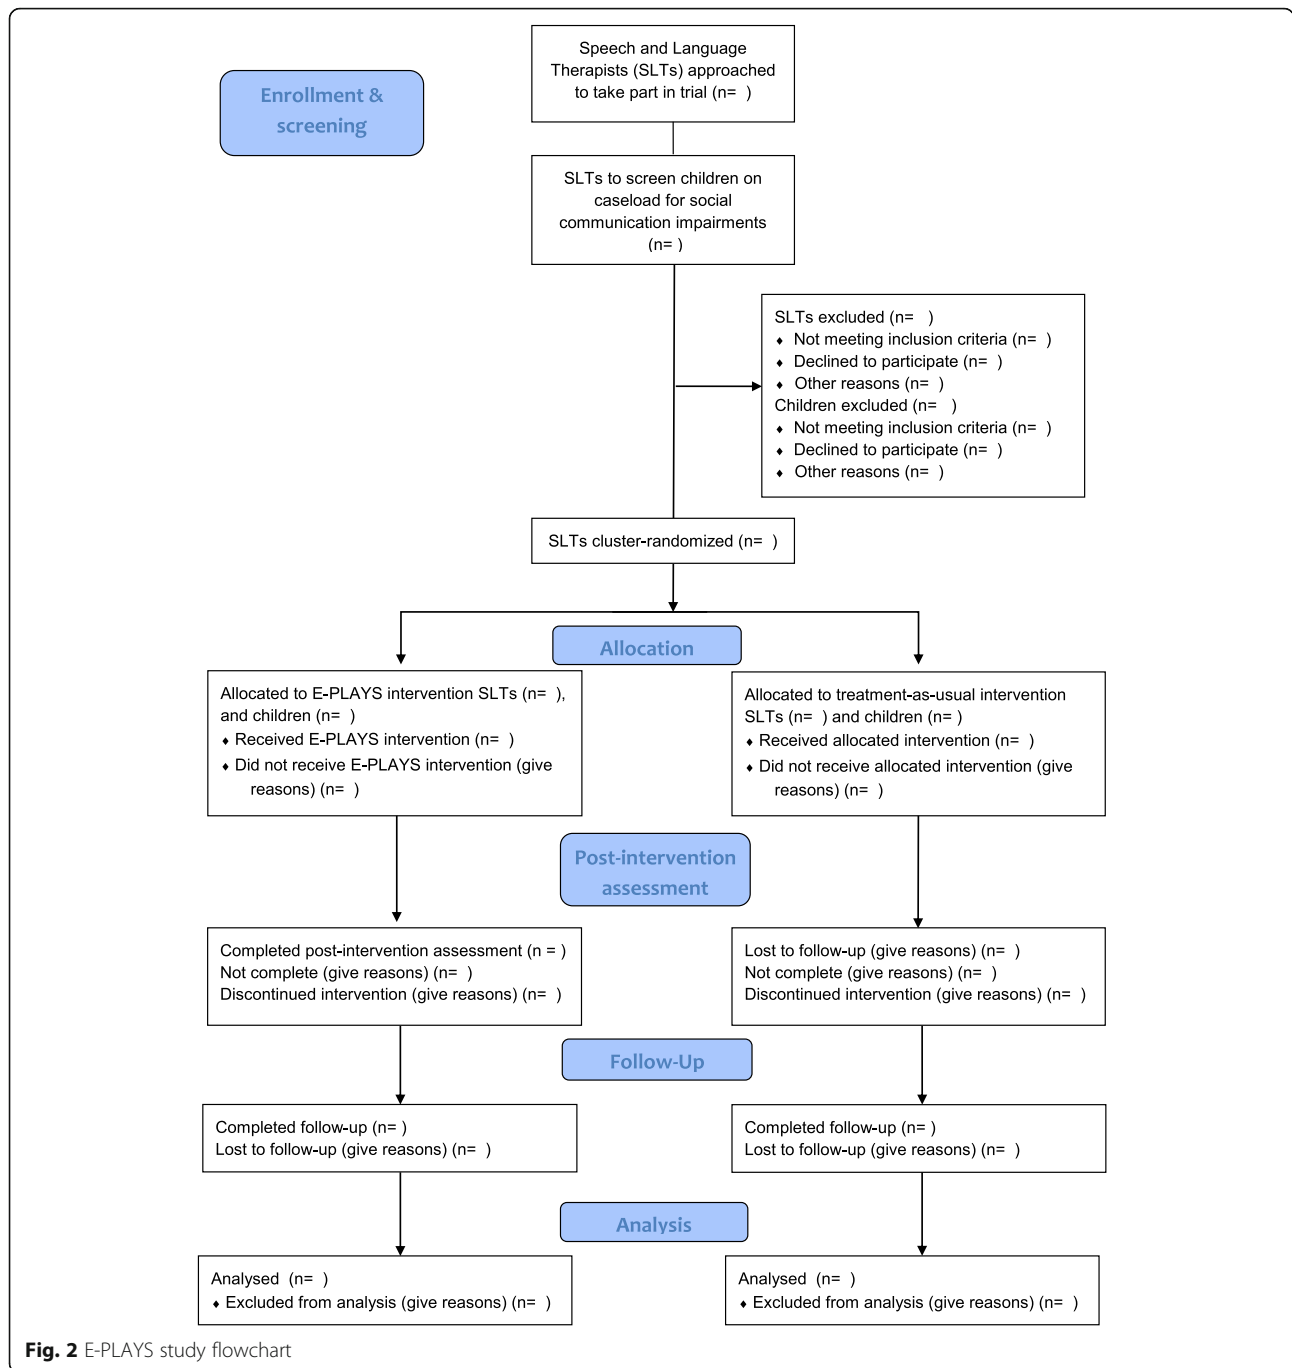 Speech and Language
Therapists (SLTs) approached
to take part in trial (n=  )
Enrollment &
screening
SLTs to screen children on
caseload for social
communication impairments
(n= )
SLTs excluded (n=   )
♦ Not meeting inclusion criteria (n=  )
♦ Declined to participate (n=  )
♦ Other reasons (n=  )
Children excluded (n=   )
♦ Not meeting inclusion criteria (n=  )
♦ Declined to participate (n=  )
♦ Other reasons (n=  )
SLTs cluster-randomized (n=  )
Allocation
Allocated to E-PLAYS intervention SLTs (n=  ),
and children (n=  )
♦ Received E-PLAYS intervention (n=  )
♦ Did not receive E-PLAYS intervention (give
reasons) (n=  )
Allocated to treatment-as-usual intervention
SLTs (n=  ) and children (n= )
♦ Received allocated intervention (n=  )
♦ Did not receive allocated intervention (give
reasons) (n=  )
Post-intervention
assessment
Completed post-intervention assessment (n = )
Not complete (give reasons) (n=  )
Discontinued intervention (give reasons) (n=  )
Lost to follow-up (give reasons) (n=  )
Not complete (give reasons) (n=  )
Discontinued intervention (give reasons) (n=  )
Follow-Up
Completed follow-up (n= )
Lost to follow-up (give reasons) (n=  )
Completed follow-up (n= )
Lost to follow-up (give reasons) (n=  )
Analysis
Analysed  (n=  )
♦ Excluded from analysis (give reasons) (n=  )
Analysed  (n=  )
♦ Excluded from analysis (give reasons) (n=  )
Fig. 2 E-PLAYS study flowchart